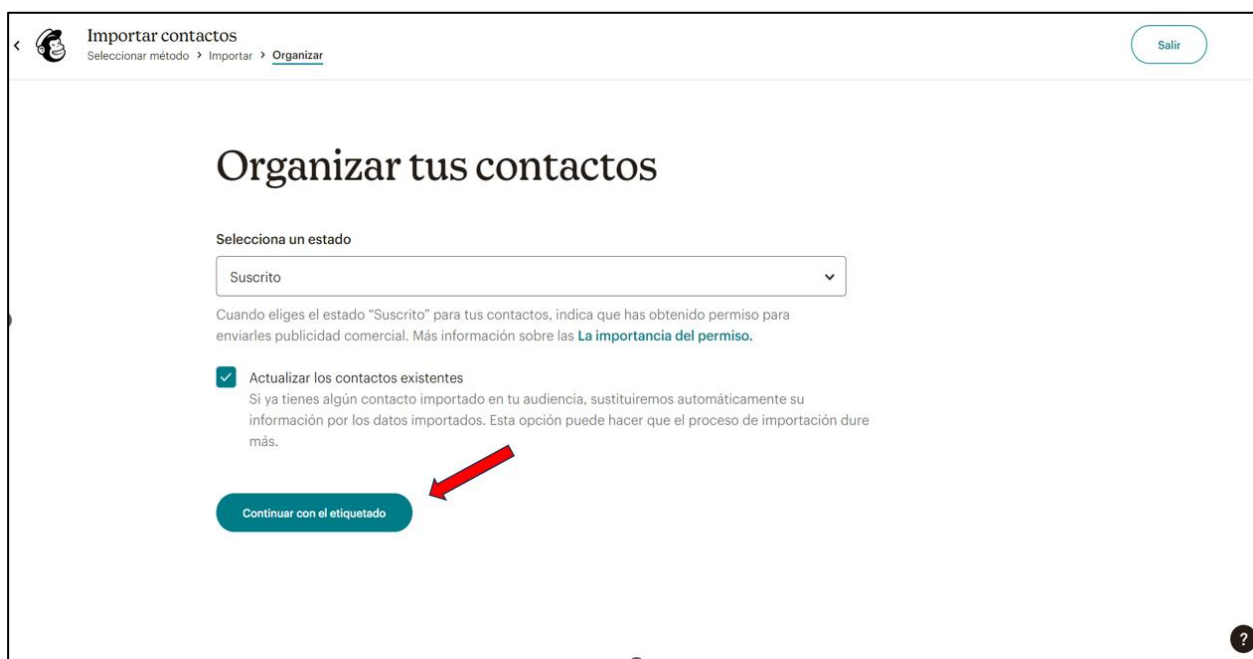 Importar contactos
Seleccionar método > Importar > Organizar
Salir
Organizar tus contactos
Selecciona un estado
Suscrito
Cuando eliges el estado “Suscrito” para tus contactos, indica que has obtenido permiso para
enviarles publicidad comercial. Más información sobre las La importancia del permiso.
Actualizar los contactos existentes
Si ya tienes algún contacto importado en tu audiencia, sustituiremos automáticamente su
información por los datos importados. Esta opción puede hacer que el proceso de importación dure
más.
Continuar con el etiquetado
?